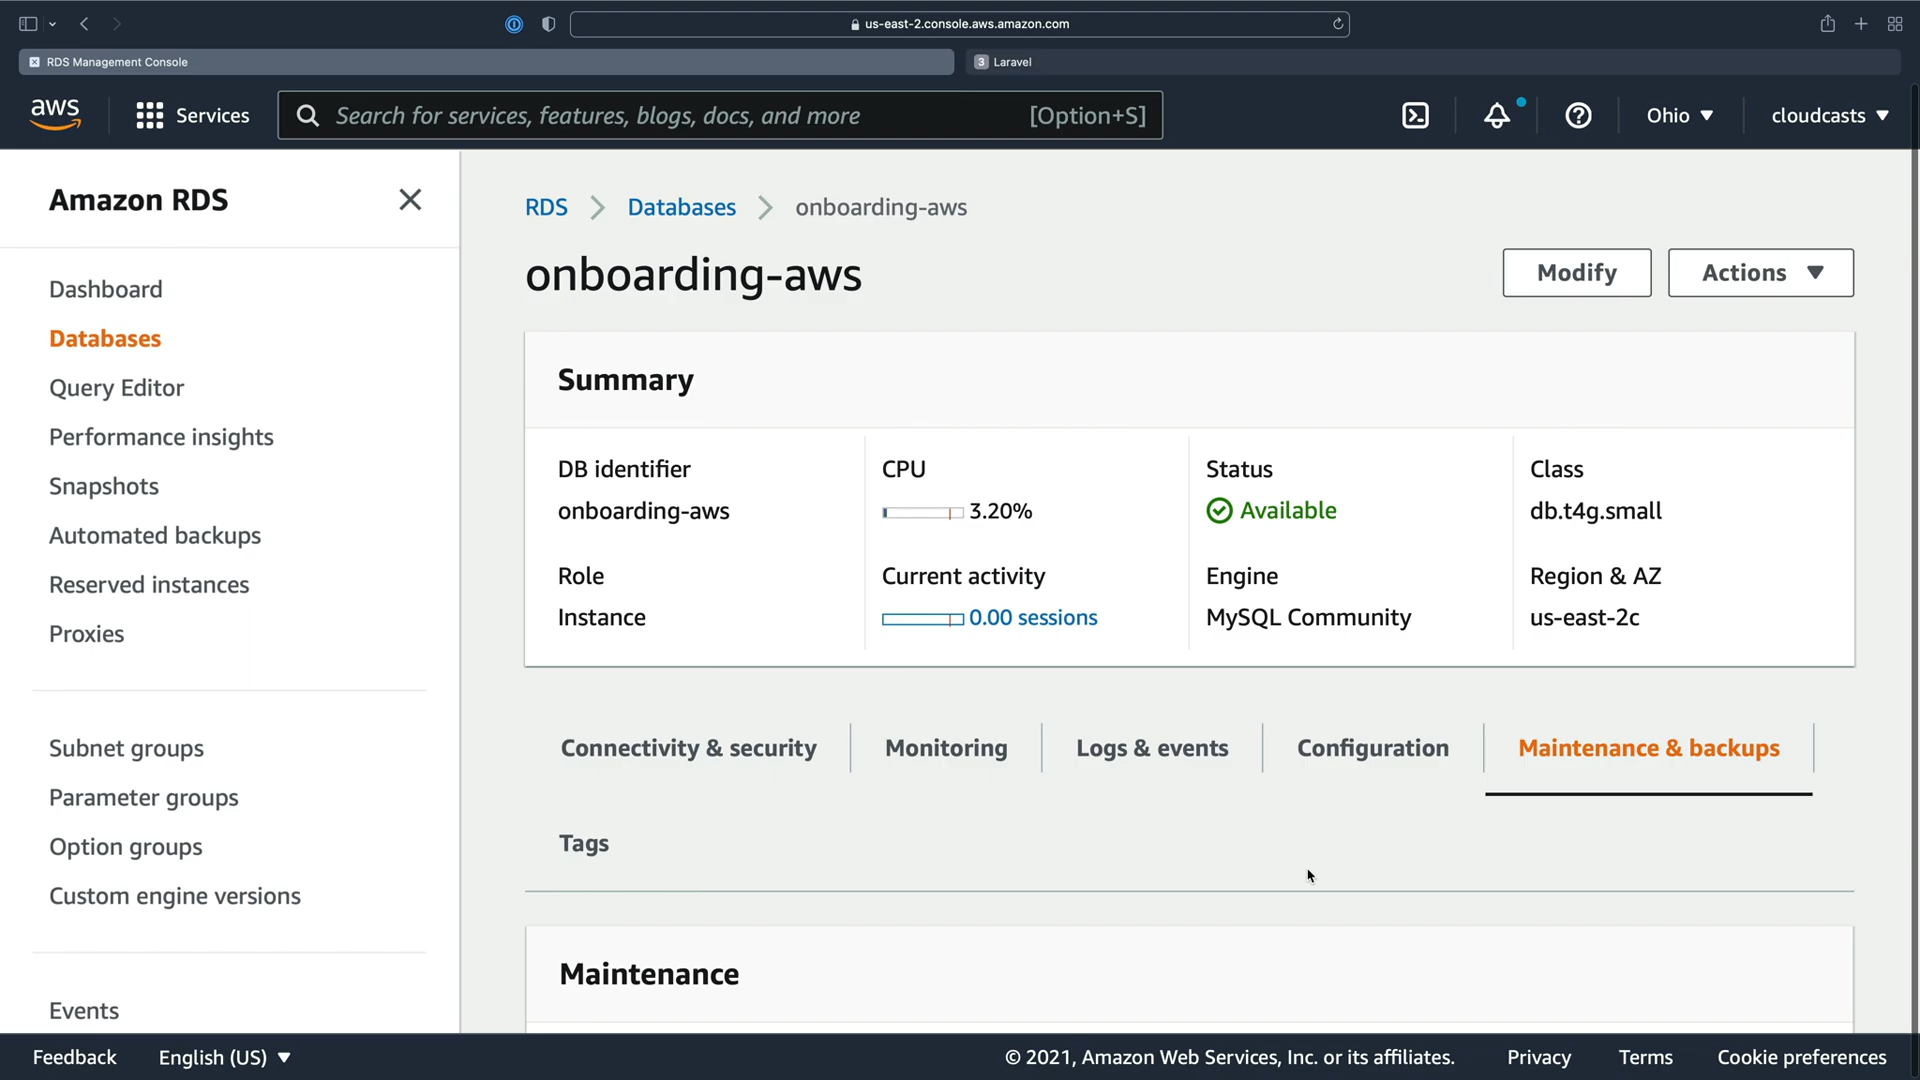 us-east-2.console.aws.amazon.com
RDS Management Console
3 Laravel
aws
Services
Search for services, features, blogs, docs, and more [Option+S]
Ohio
cloudcasts
Amazon RDS
Dashboard
Databases
Query Editor
Performance insights
Snapshots
Automated backups
Reserved instances
Proxies
Subnet groups
Parameter groups
Option groups
Custom engine versions
Events
RDS Databases onboarding-aws
onboarding-aws
Modify
Actions
Summary
DB identifier
onboarding-aws
CPU
3.20%
Status
Available
Class
db.t4g.small
Role
Instance
Current activity
0.00 sessions
Engine
MySQL Community
Region & AZ
us-east-2c
Connectivity & security
Monitoring
Logs & events
Configuration
Maintenance & backups
Tags
Maintenance
Feedback
English (US)
© 2021, Amazon Web Services, Inc. or its affiliates.
Privacy
Terms
Cookie preferences